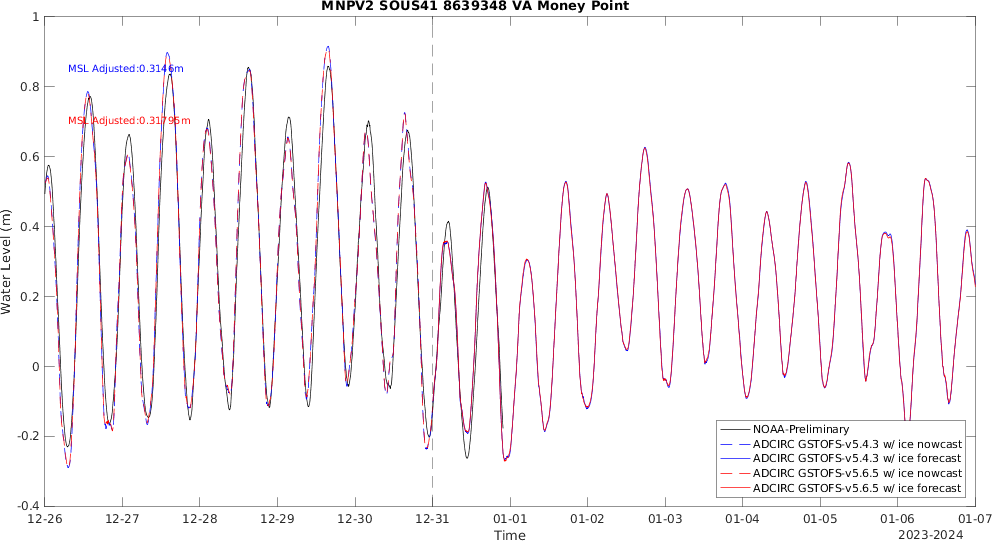 MNPV2 SOUS41 8639348 VA Money Point
1
0.8
0.6
0.4
0.2
0
-0.2
-0.4
Water Level (m)
MSL Adjusted:0.3146m
MSL Adjusted:0.31795m
NOAA-Preliminary
ADCIRC GSTOFS-v5.4.3 w/ ice nowcast
ADCIRC GSTOFS-v5.4.3 w/ ice forecast
ADCIRC GSTOFS-v5.6.5 w/ ice nowcast
ADCIRC GSTOFS-v5.6.5 w/ ice forecast
12-26 12-27 12-28 12-29 12-30 12-31 01-01 01-02 01-03 01-04 01-05 01-06 01-07
Time
2023-2024